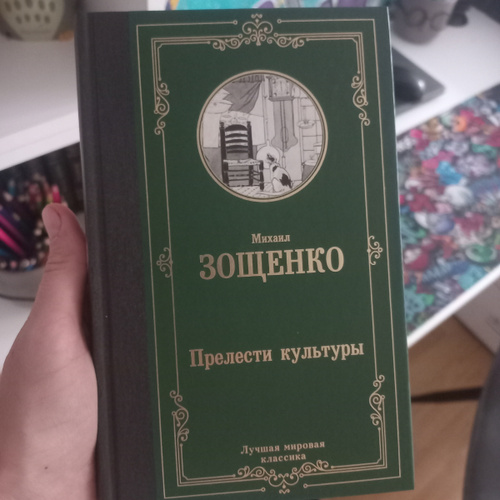 Михаил
ЗОЩЕНКО
Прелести культуры
Лучшая мировая
классика